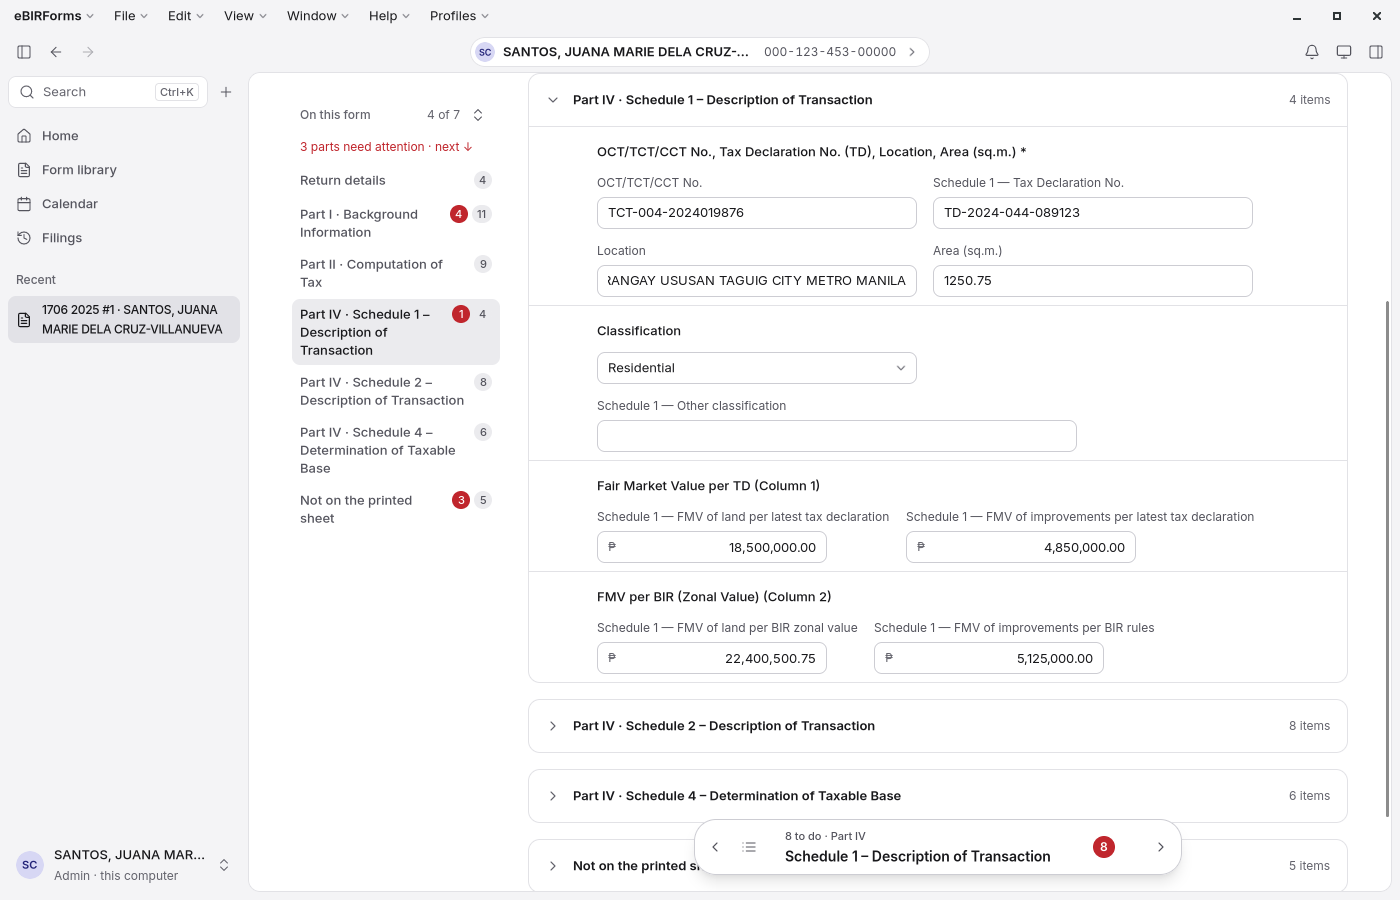 eBIRForms File Edit View Window Help Profiles
SC SANTOS, JUANA MARIE DELA CRUZ-... 000-123-453-00000
Search Ctrl+K
Home
Form library
Calendar
Filings
Recent
1706 2025 #1 · SANTOS, JUANA
MARIE DELA CRUZ-VILLANUEVA
SC SANTOS, JUANA MAR...
Admin · this computer
On this form 4 of 7
3 parts need attention · next ↓
Return details 4
Part I · Background 4 11
Information
Part II · Computation of 9
Tax
Part IV · Schedule 1 – 1 4
Description of
Transaction
Part IV · Schedule 2 – 8
Description of Transaction
Part IV · Schedule 4 – 6
Determination of Taxable
Base
Not on the printed 3 5
sheet
Part IV · Schedule 1 – Description of Transaction 4 items
OCT/TCT/CCT No., Tax Declaration No. (TD), Location, Area (sq.m.) *
OCT/TCT/CCT No. Schedule 1 — Tax Declaration No.
TCT-004-2024019876 TD-2024-044-089123
Location Area (sq.m.)
RANGAY USUSAN TAGUIG CITY METRO MANILA 1250.75
Classification
Residential
Schedule 1 — Other classification
Fair Market Value per TD (Column 1)
Schedule 1 — FMV of land per latest tax declaration Schedule 1 — FMV of improvements per latest tax declaration
₱ 18,500,000.00 ₱ 4,850,000.00
FMV per BIR (Zonal Value) (Column 2)
Schedule 1 — FMV of land per BIR zonal value Schedule 1 — FMV of improvements per BIR rules
₱ 22,400,500.75 ₱ 5,125,000.00
Part IV · Schedule 2 – Description of Transaction 8 items
Part IV · Schedule 4 – Determination of Taxable Base 6 items
Not on the printed 5 items
8 to do · Part IV
Schedule 1 – Description of Transaction 8